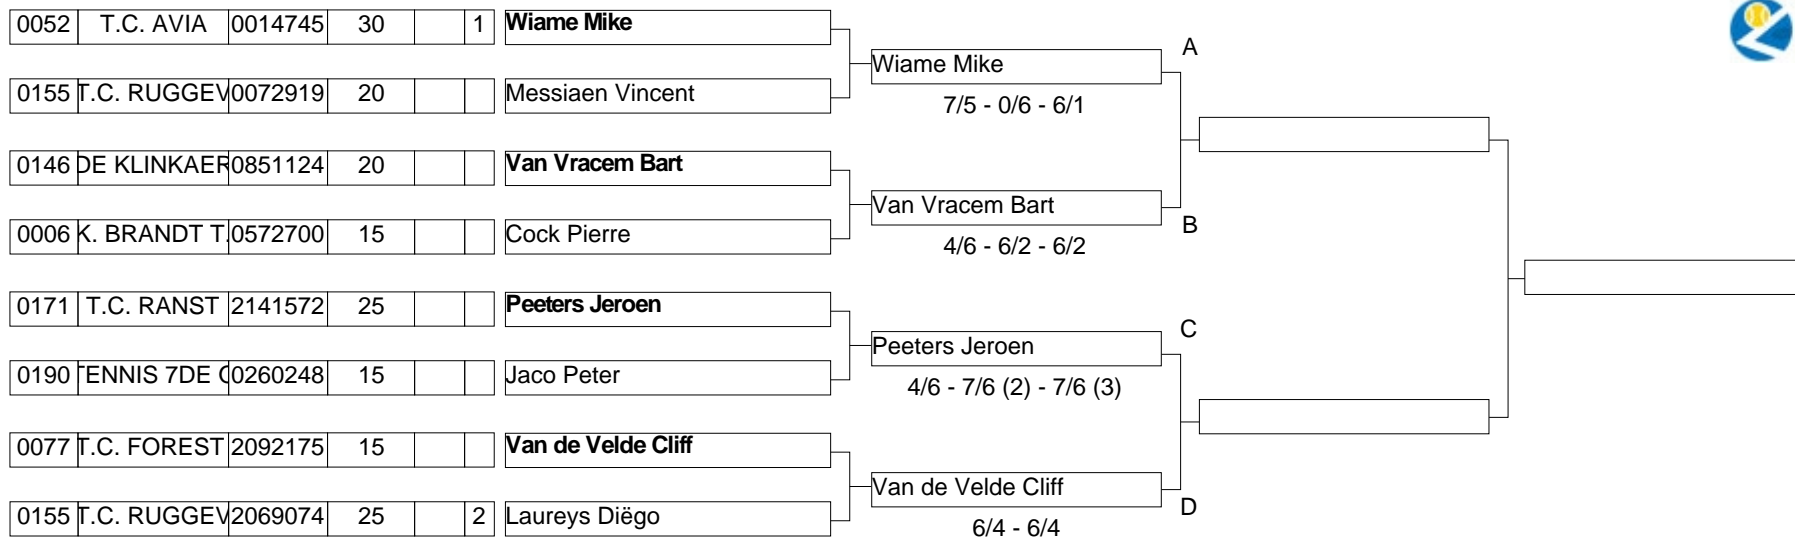 0052 T.C. AVIA 0014745 30 1 Wiame Mike
A
Wiame Mike
0155 T.C. RUGGEV 0072919 20 Messiaen Vincent
7/5 - 0/6 - 6/1
0146 DE KLINKAER 0851124 20 Van Vracem Bart
Van Vracem Bart
B
0006 K. BRANDT T. 0572700 15 Cock Pierre
4/6 - 6/2 - 6/2
0171 T.C. RANST 2141572 25 Peeters Jeroen
C
Peeters Jeroen
0190 TENNIS 7DE 0260248 15 Jaco Peter
4/6 - 7/6 (2) - 7/6 (3)
0077 T.C. FOREST 2092175 15 Van de Velde Cliff
Van de Velde Cliff
D
0155 T.C. RUGGEV 2069074 25 2 Laureys Diëgo
6/4 - 6/4